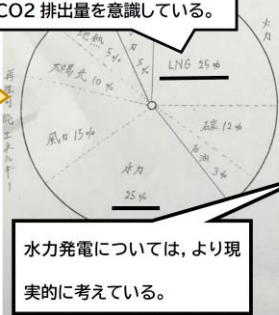 CO2 排出量を意識している。
火力
地熱
5%
力
5%
太陽光 10%
LNG 25%
再生可能エネルギー
石炭 12%
風力 15%
石油
3%
水力
25%
水力発電については,より現
実的に考えている。